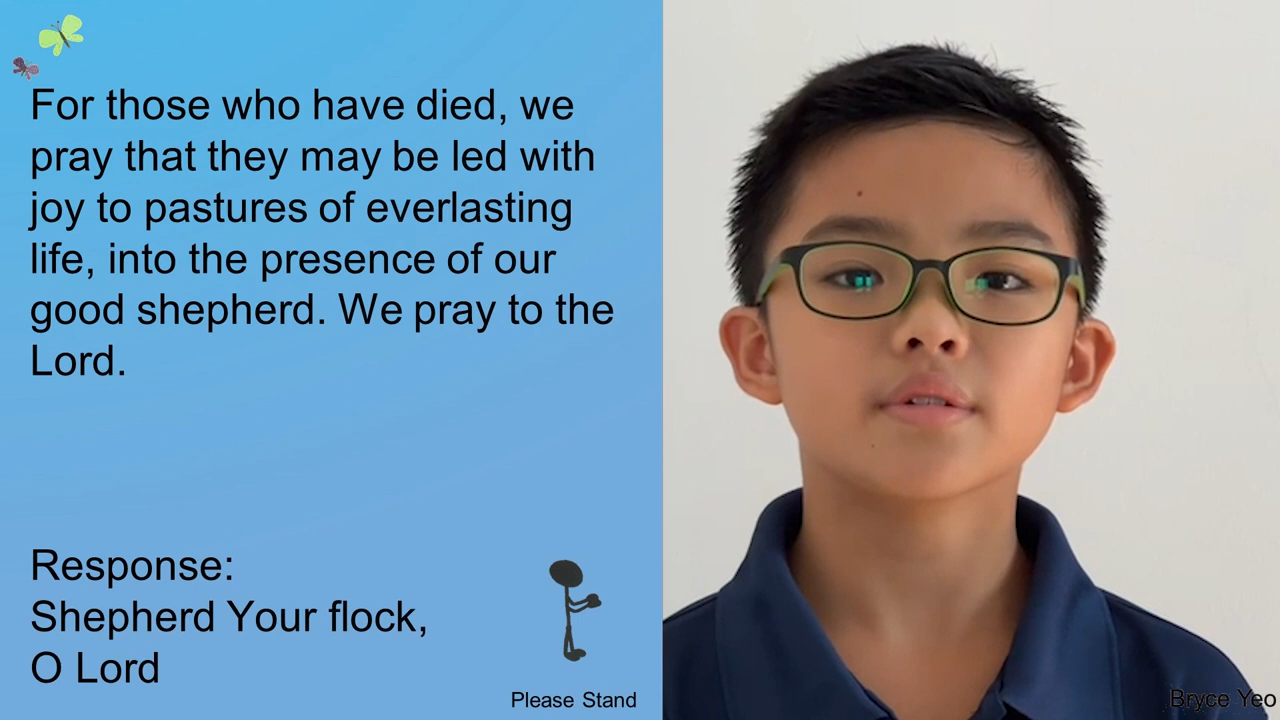 For those who have died, we
pray that they may be led with
joy to pastures of everlasting
life, into the presence of our
good shepherd. We pray to the
Lord.
Response:
Shepherd Your flock,
O Lord
Please Stand
Bryce Yeo